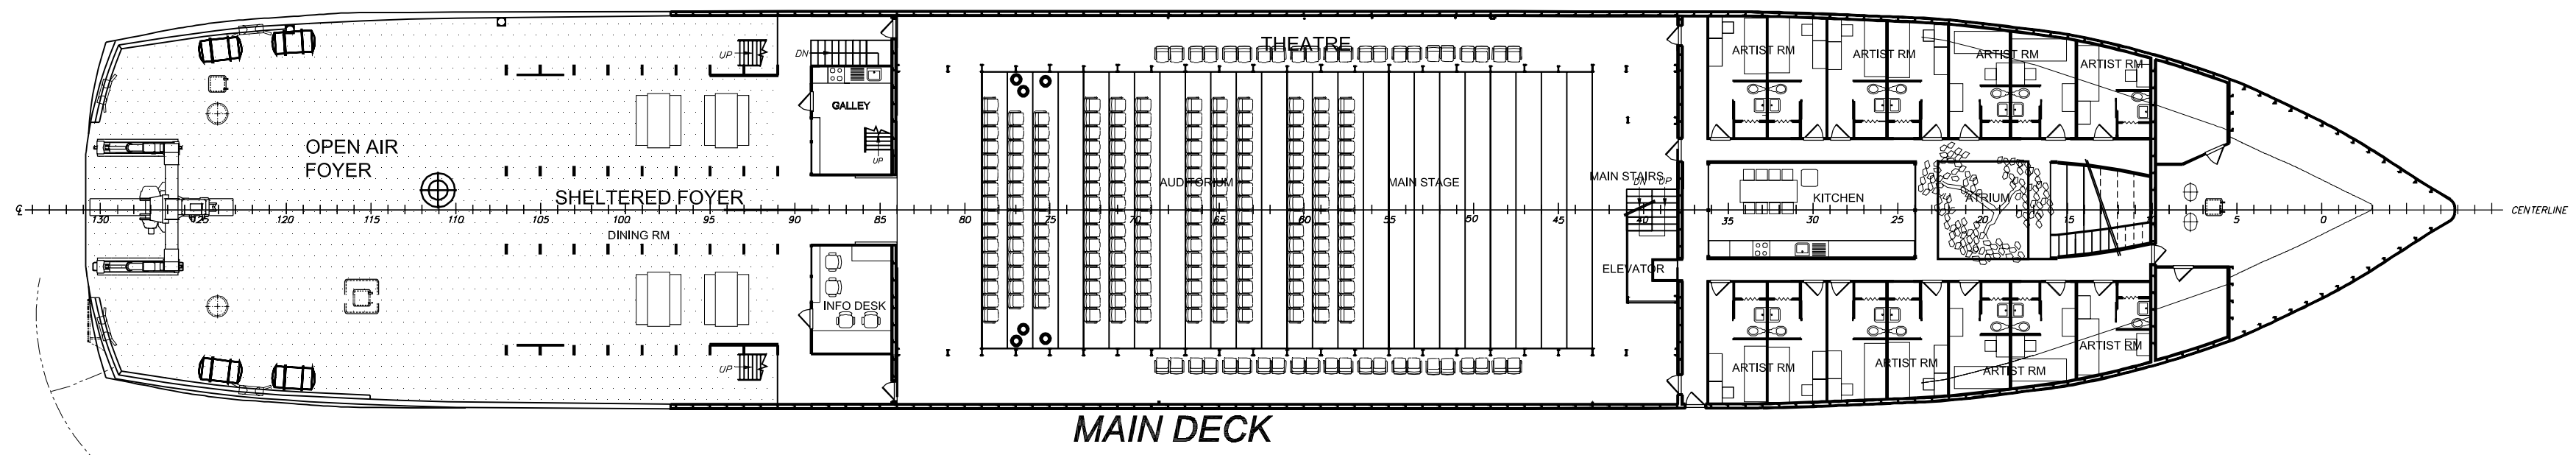 THEATRE
UP
DN
ARTIST RM
ARTIST RM
ARTIST RM
ARTIST RM
GALLEY
UP
OPEN AIR
FOYER
SHELTERED FOYER
AUDITORIUM
MAIN STAGE
MAIN STAIRS
DN UP
KITCHEN
ATRIUM
℄ 130 125 120 115 110 105 100 95 90 85 80 75 70 65 60 55 50 45 40 35 30 25 20 15 10 5 0 CENTERLINE
DINING RM
ELEVATOR
INFO DESK
UP
ARTIST RM
ARTIST RM
ARTIST RM
ARTIST RM
MAIN DECK